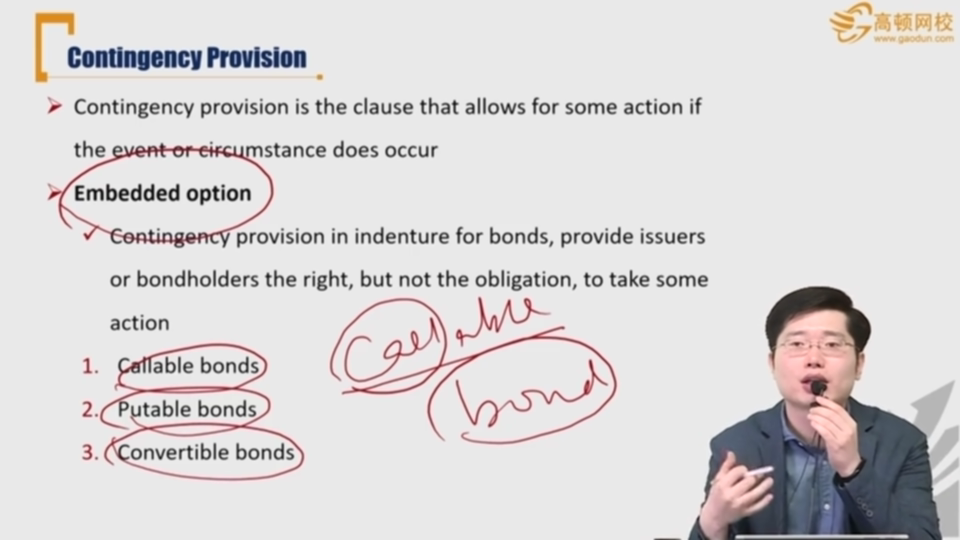 Contingency Provision
高顿网校
www.gaodun.com
Contingency provision is the clause that allows for some action if
the event or circumstance does occur
Embedded option
Contingency provision in indenture for bonds, provide issuers
or bondholders the right, but not the obligation, to take some
action
1. Callable bonds
2. Putable bonds
3. Convertible bonds
Callable
bond